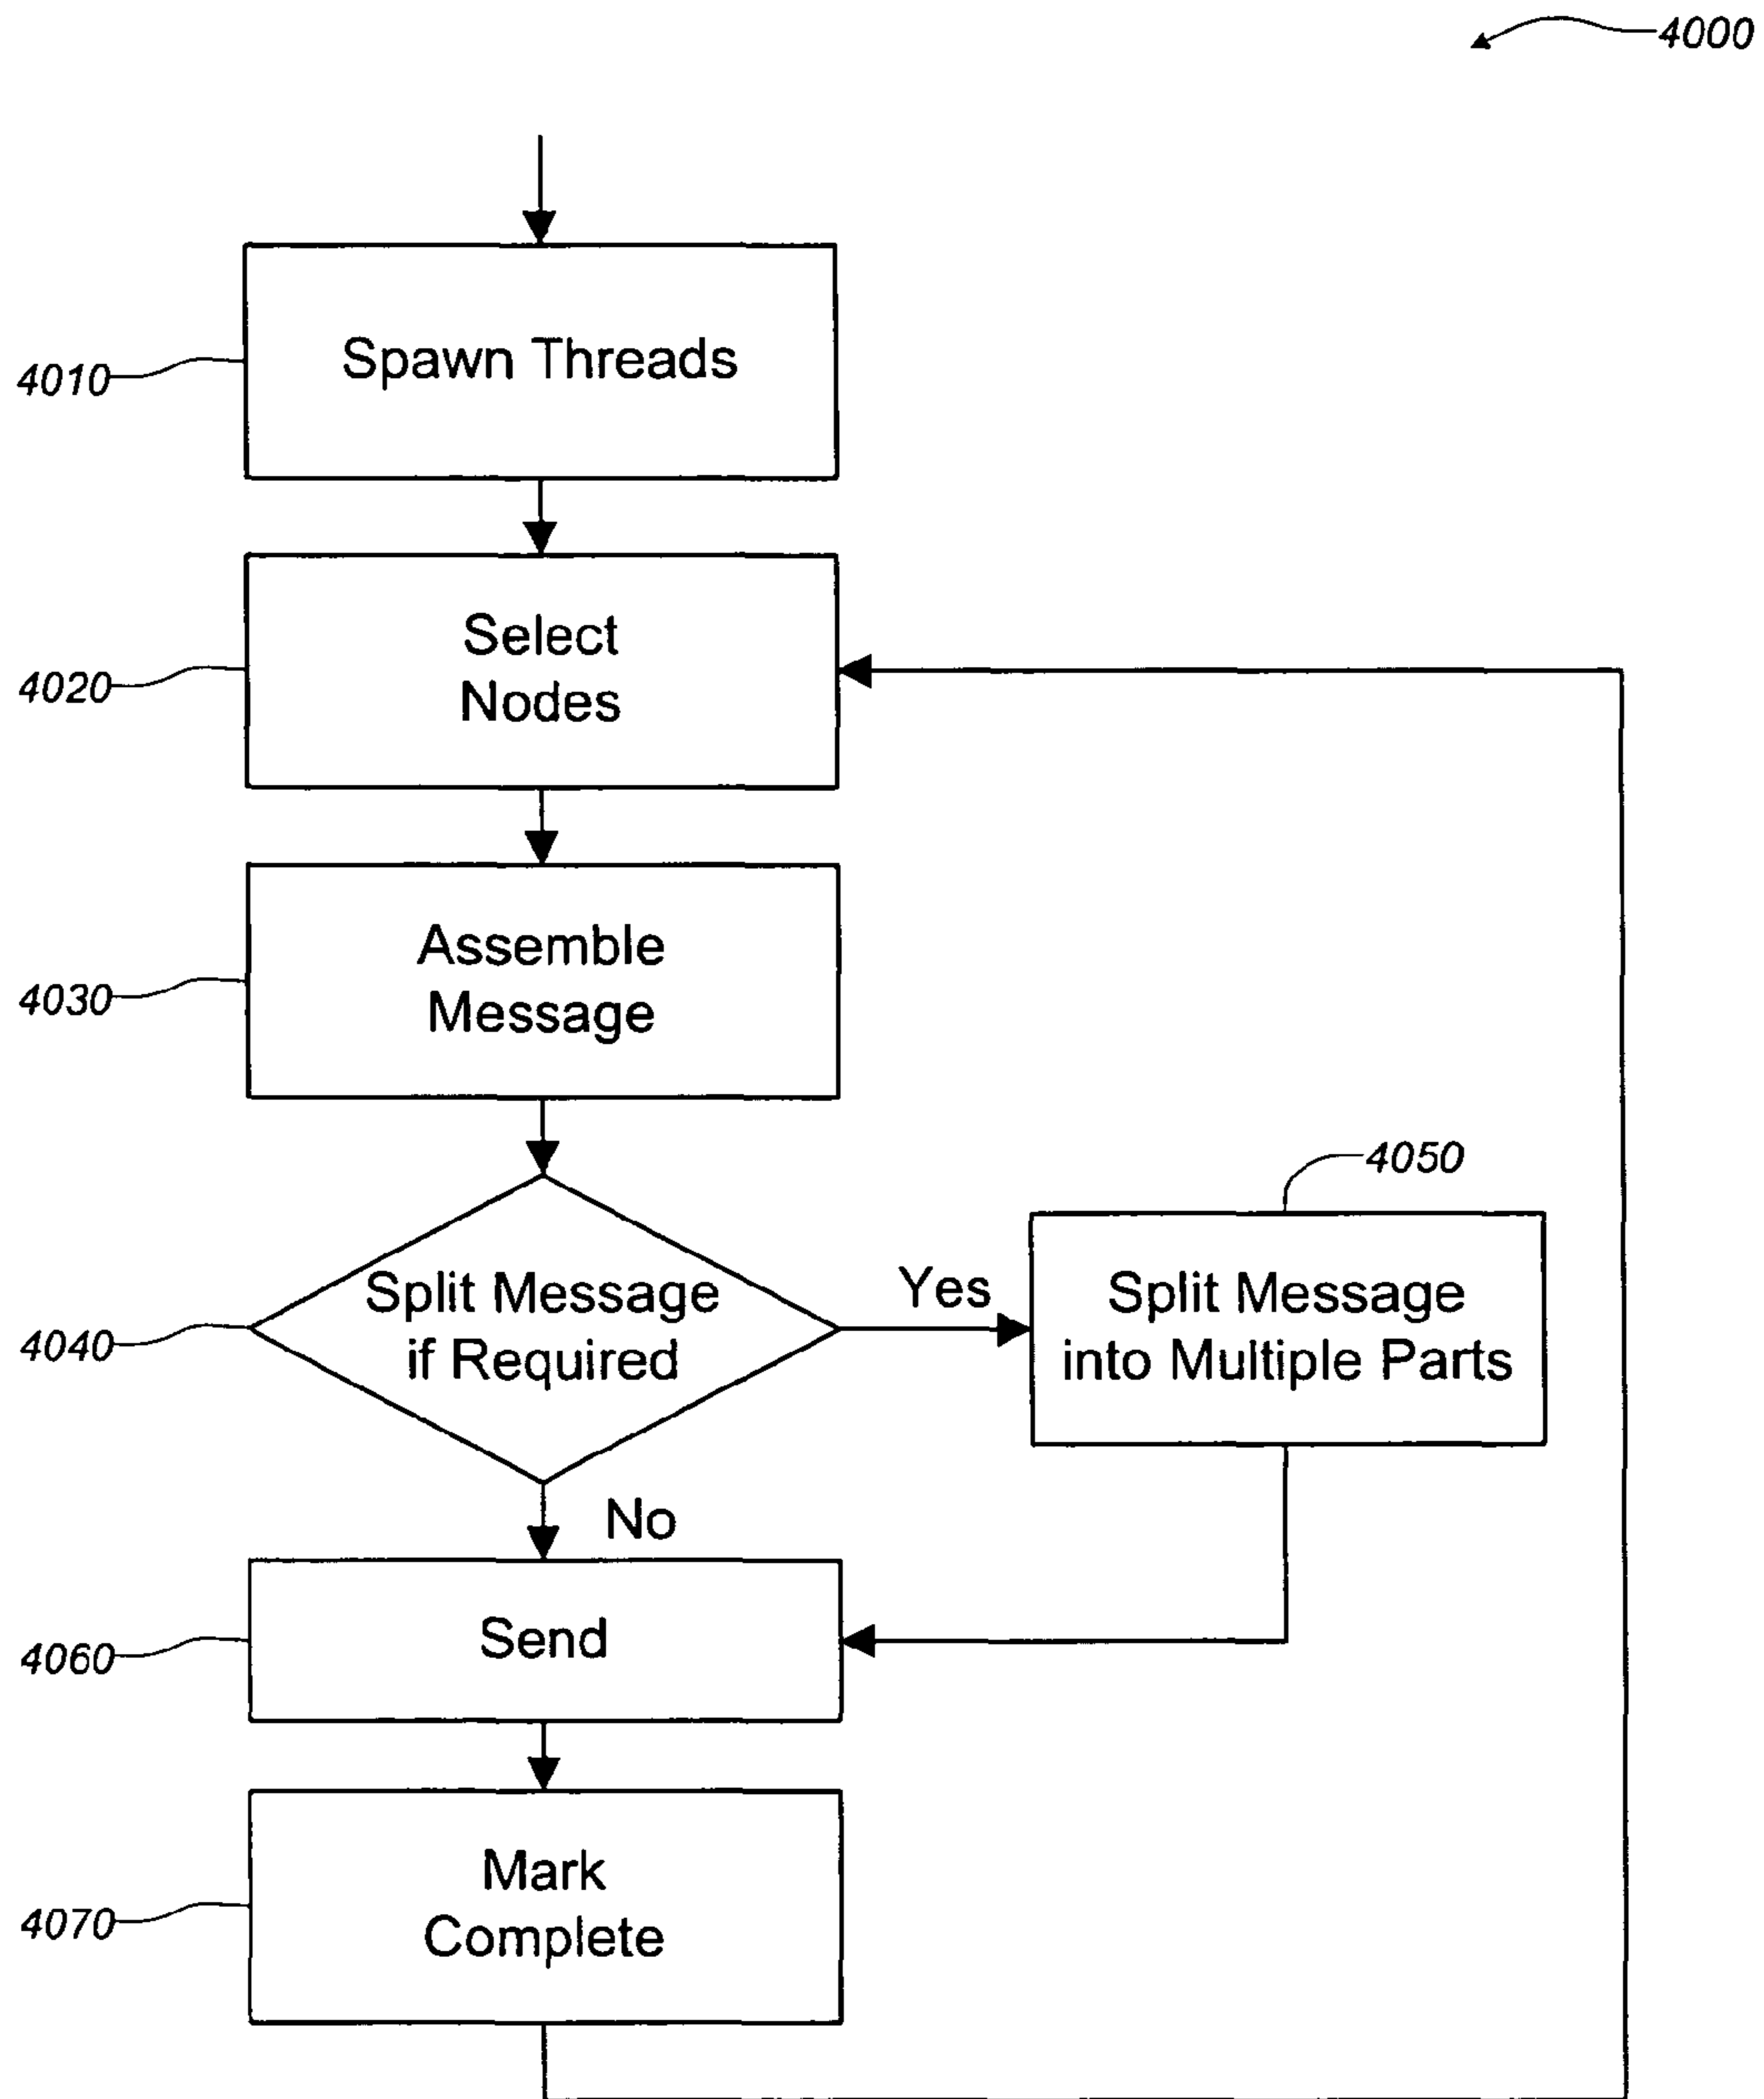 4000
Spawn Threads
4010
Select
Nodes
4020
Assemble
Message
4030
4050
Split Message
if Required
Yes
Split Message
into Multiple Parts
4040
No
Send
4060
Mark
Complete
4070